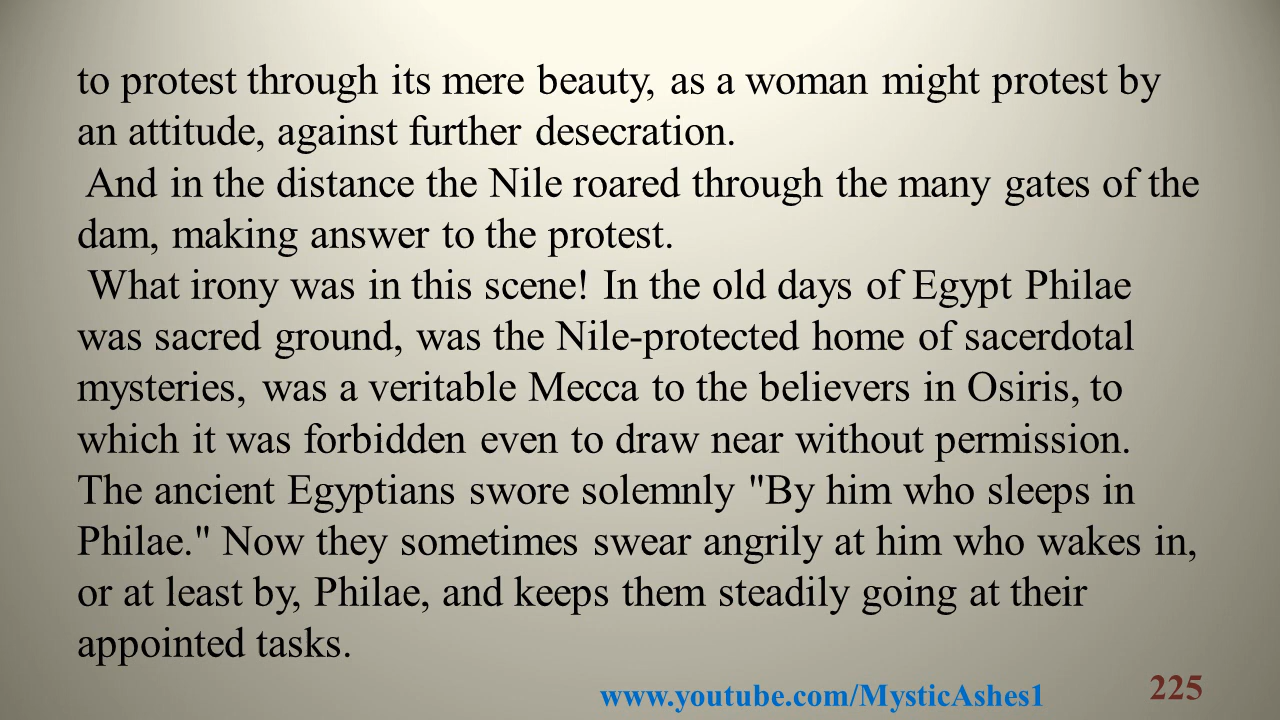 to protest through its mere beauty, as a woman might protest by
an attitude, against further desecration.
And in the distance the Nile roared through the many gates of the
dam, making answer to the protest.
What irony was in this scene! In the old days of Egypt Philae
was sacred ground, was the Nile-protected home of sacerdotal
mysteries, was a veritable Mecca to the believers in Osiris, to
which it was forbidden even to draw near without permission.
The ancient Egyptians swore solemnly "By him who sleeps in
Philae." Now they sometimes swear angrily at him who wakes in,
or at least by, Philae, and keeps them steadily going at their
appointed tasks.
www.youtube.com/MysticAshes1
225